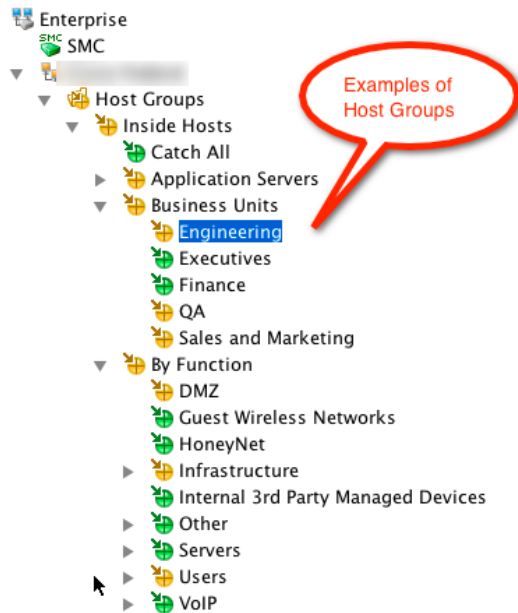 Enterprise
SMC SMC
Host Groups
Examples of
Host Groups
Inside Hosts
Catch All
Application Servers
Business Units
Engineering
Executives
Finance
QA
Sales and Marketing
By Function
DMZ
Guest Wireless Networks
HoneyNet
Infrastructure
Internal 3rd Party Managed Devices
Other
Servers
Users
VoIP